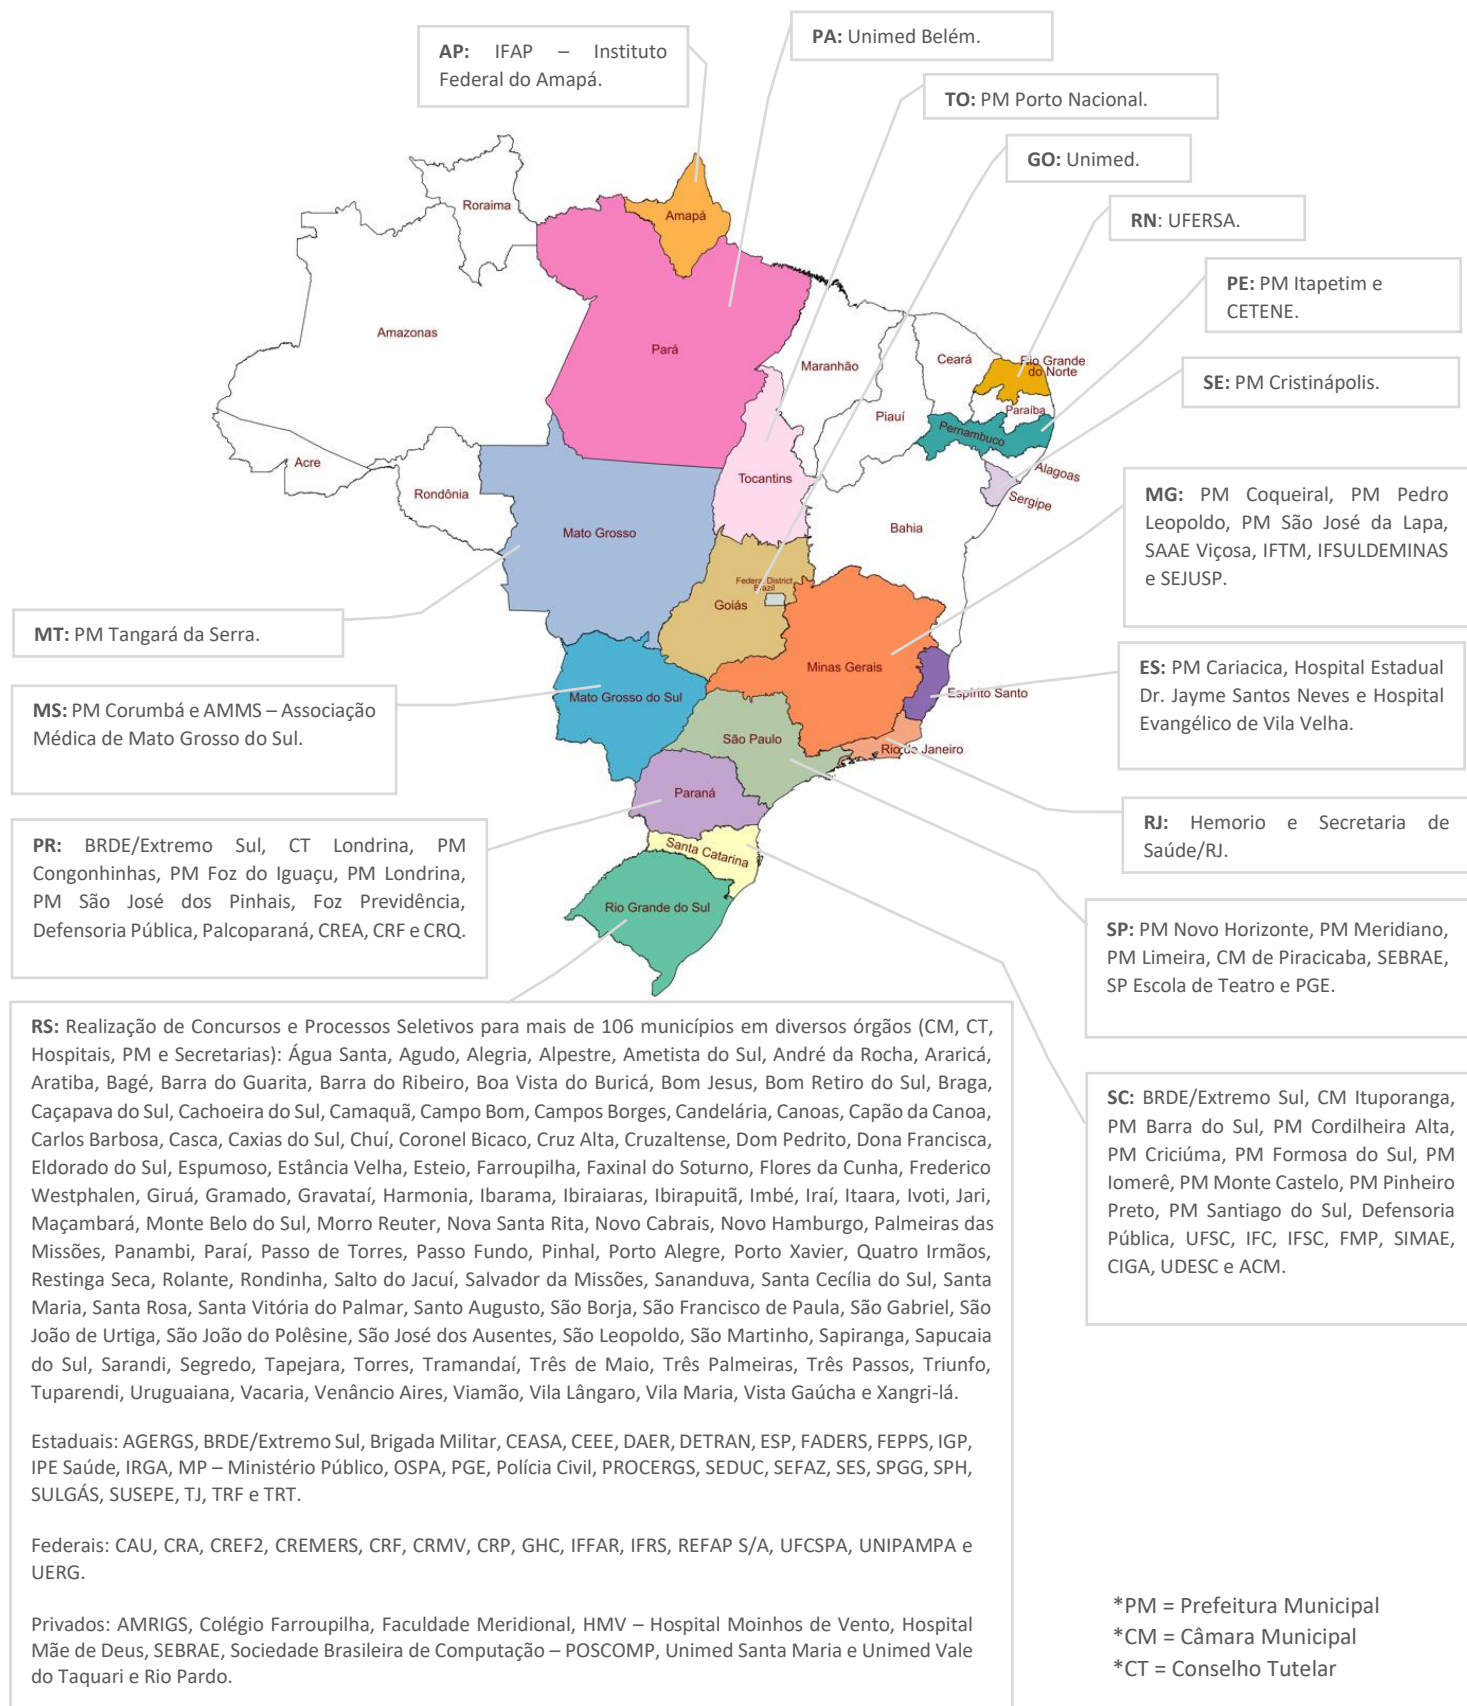 AP: IFAP – Instituto
Federal do Amapá.
PA: Unimed Belém.
TO: PM Porto Nacional.
GO: Unimed.
RN: UFERSA.
PE: PM Itapetim e
CETENE.
SE: PM Cristinápolis.
MG: PM Coqueiral, PM Pedro
Leopoldo, PM São José da Lapa,
SAAE Viçosa, IFTM, IFSULDEMINAS
e SEJUSP.
ES: PM Cariacica, Hospital Estadual
Dr. Jayme Santos Neves e Hospital
Evangélico de Vila Velha.
RJ: Hemorio e Secretaria de
Saúde/RJ.
SP: PM Novo Horizonte, PM Meridiano,
PM Limeira, CM de Piracicaba, SEBRAE,
SP Escola de Teatro e PGE.
SC: BRDE/Extremo Sul, CM Ituporanga,
PM Barra do Sul, PM Cordilheira Alta,
PM Criciúma, PM Formosa do Sul, PM
Iomerê, PM Monte Castelo, PM Pinheiro
Preto, PM Santiago do Sul, Defensoria
Pública, UFSC, IFC, IFSC, FMP, SIMAE,
CIGA, UDESC e ACM.
MT: PM Tangará da Serra.
MS: PM Corumbá e AMMS – Associação
Médica de Mato Grosso do Sul.
PR: BRDE/Extremo Sul, CT Londrina, PM
Congonhinhas, PM Foz do Iguaçu, PM Londrina,
PM São José dos Pinhais, Foz Previdência,
Defensoria Pública, Palcoparaná, CREA, CRF e CRQ.
Roraima
Amapá
Amazonas
Pará
Maranhão
Ceará
Rio Grande
do Norte
Paraíba
Piauí
Pernambuco
Alagoas
Sergipe
Acre
Rondônia
Tocantins
Bahia
Mato Grosso
Federal District
Brazil
Goiás
Minas Gerais
Espírito Santo
Mato Grosso do Sul
São Paulo
Rio de Janeiro
Paraná
Santa Catarina
Rio Grande do Sul
RS: Realização de Concursos e Processos Seletivos para mais de 106 municípios em diversos órgãos (CM, CT,
Hospitais, PM e Secretarias): Água Santa, Agudo, Alegria, Alpestre, Ametista do Sul, André da Rocha, Araricá,
Aratiba, Bagé, Barra do Guarita, Barra do Ribeiro, Boa Vista do Buricá, Bom Jesus, Bom Retiro do Sul, Braga,
Caçapava do Sul, Cachoeira do Sul, Camaquã, Campo Bom, Campos Borges, Candelária, Canoas, Capão da Canoa,
Carlos Barbosa, Casca, Caxias do Sul, Chuí, Coronel Bicaco, Cruz Alta, Cruzaltense, Dom Pedrito, Dona Francisca,
Eldorado do Sul, Espumoso, Estância Velha, Esteio, Farroupilha, Faxinal do Soturno, Flores da Cunha, Frederico
Westphalen, Giruá, Gramado, Gravataí, Harmonia, Ibarama, Ibiraiaras, Ibirapuitã, Imbé, Iraí, Itaara, Ivoti, Jari,
Maçambará, Monte Belo do Sul, Morro Reuter, Nova Santa Rita, Novo Cabrais, Novo Hamburgo, Palmeiras das
Missões, Panambi, Paraí, Passo de Torres, Passo Fundo, Pinhal, Porto Alegre, Porto Xavier, Quatro Irmãos,
Restinga Seca, Rolante, Rondinha, Salto do Jacuí, Salvador da Missões, Sananduva, Santa Cecília do Sul, Santa
Maria, Santa Rosa, Santa Vitória do Palmar, Santo Augusto, São Borja, São Francisco de Paula, São Gabriel, São
João de Urtiga, São João do Polêsine, São José dos Ausentes, São Leopoldo, São Martinho, Sapiranga, Sapucaia
do Sul, Sarandi, Segredo, Tapejara, Torres, Tramandaí, Três de Maio, Três Palmeiras, Três Passos, Triunfo,
Tuparendi, Uruguaiana, Vacaria, Venâncio Aires, Viamão, Vila Lângaro, Vila Maria, Vista Gaúcha e Xangri-lá.
Estaduais: AGERGS, BRDE/Extremo Sul, Brigada Militar, CEASA, CEEE, DAER, DETRAN, ESP, FADERS, FEPPS, IGP,
IPE Saúde, IRGA, MP – Ministério Público, OSPA, PGE, Polícia Civil, PROCERGS, SEDUC, SEFAZ, SES, SPGG, SPH,
SULGÁS, SUSEPE, TJ, TRF e TRT.
Federais: CAU, CRA, CREF2, CREMERS, CRF, CRMV, CRP, GHC, IFFAR, IFRS, REFAP S/A, UFCSPA, UNIPAMPA e
UERG.
Privados: AMRIGS, Colégio Farroupilha, Faculdade Meridional, HMV – Hospital Moinhos de Vento, Hospital
Mãe de Deus, SEBRAE, Sociedade Brasileira de Computação – POSCOMP, Unimed Santa Maria e Unimed Vale
do Taquari e Rio Pardo.
*PM = Prefeitura Municipal
*CM = Câmara Municipal
*CT = Conselho Tutelar